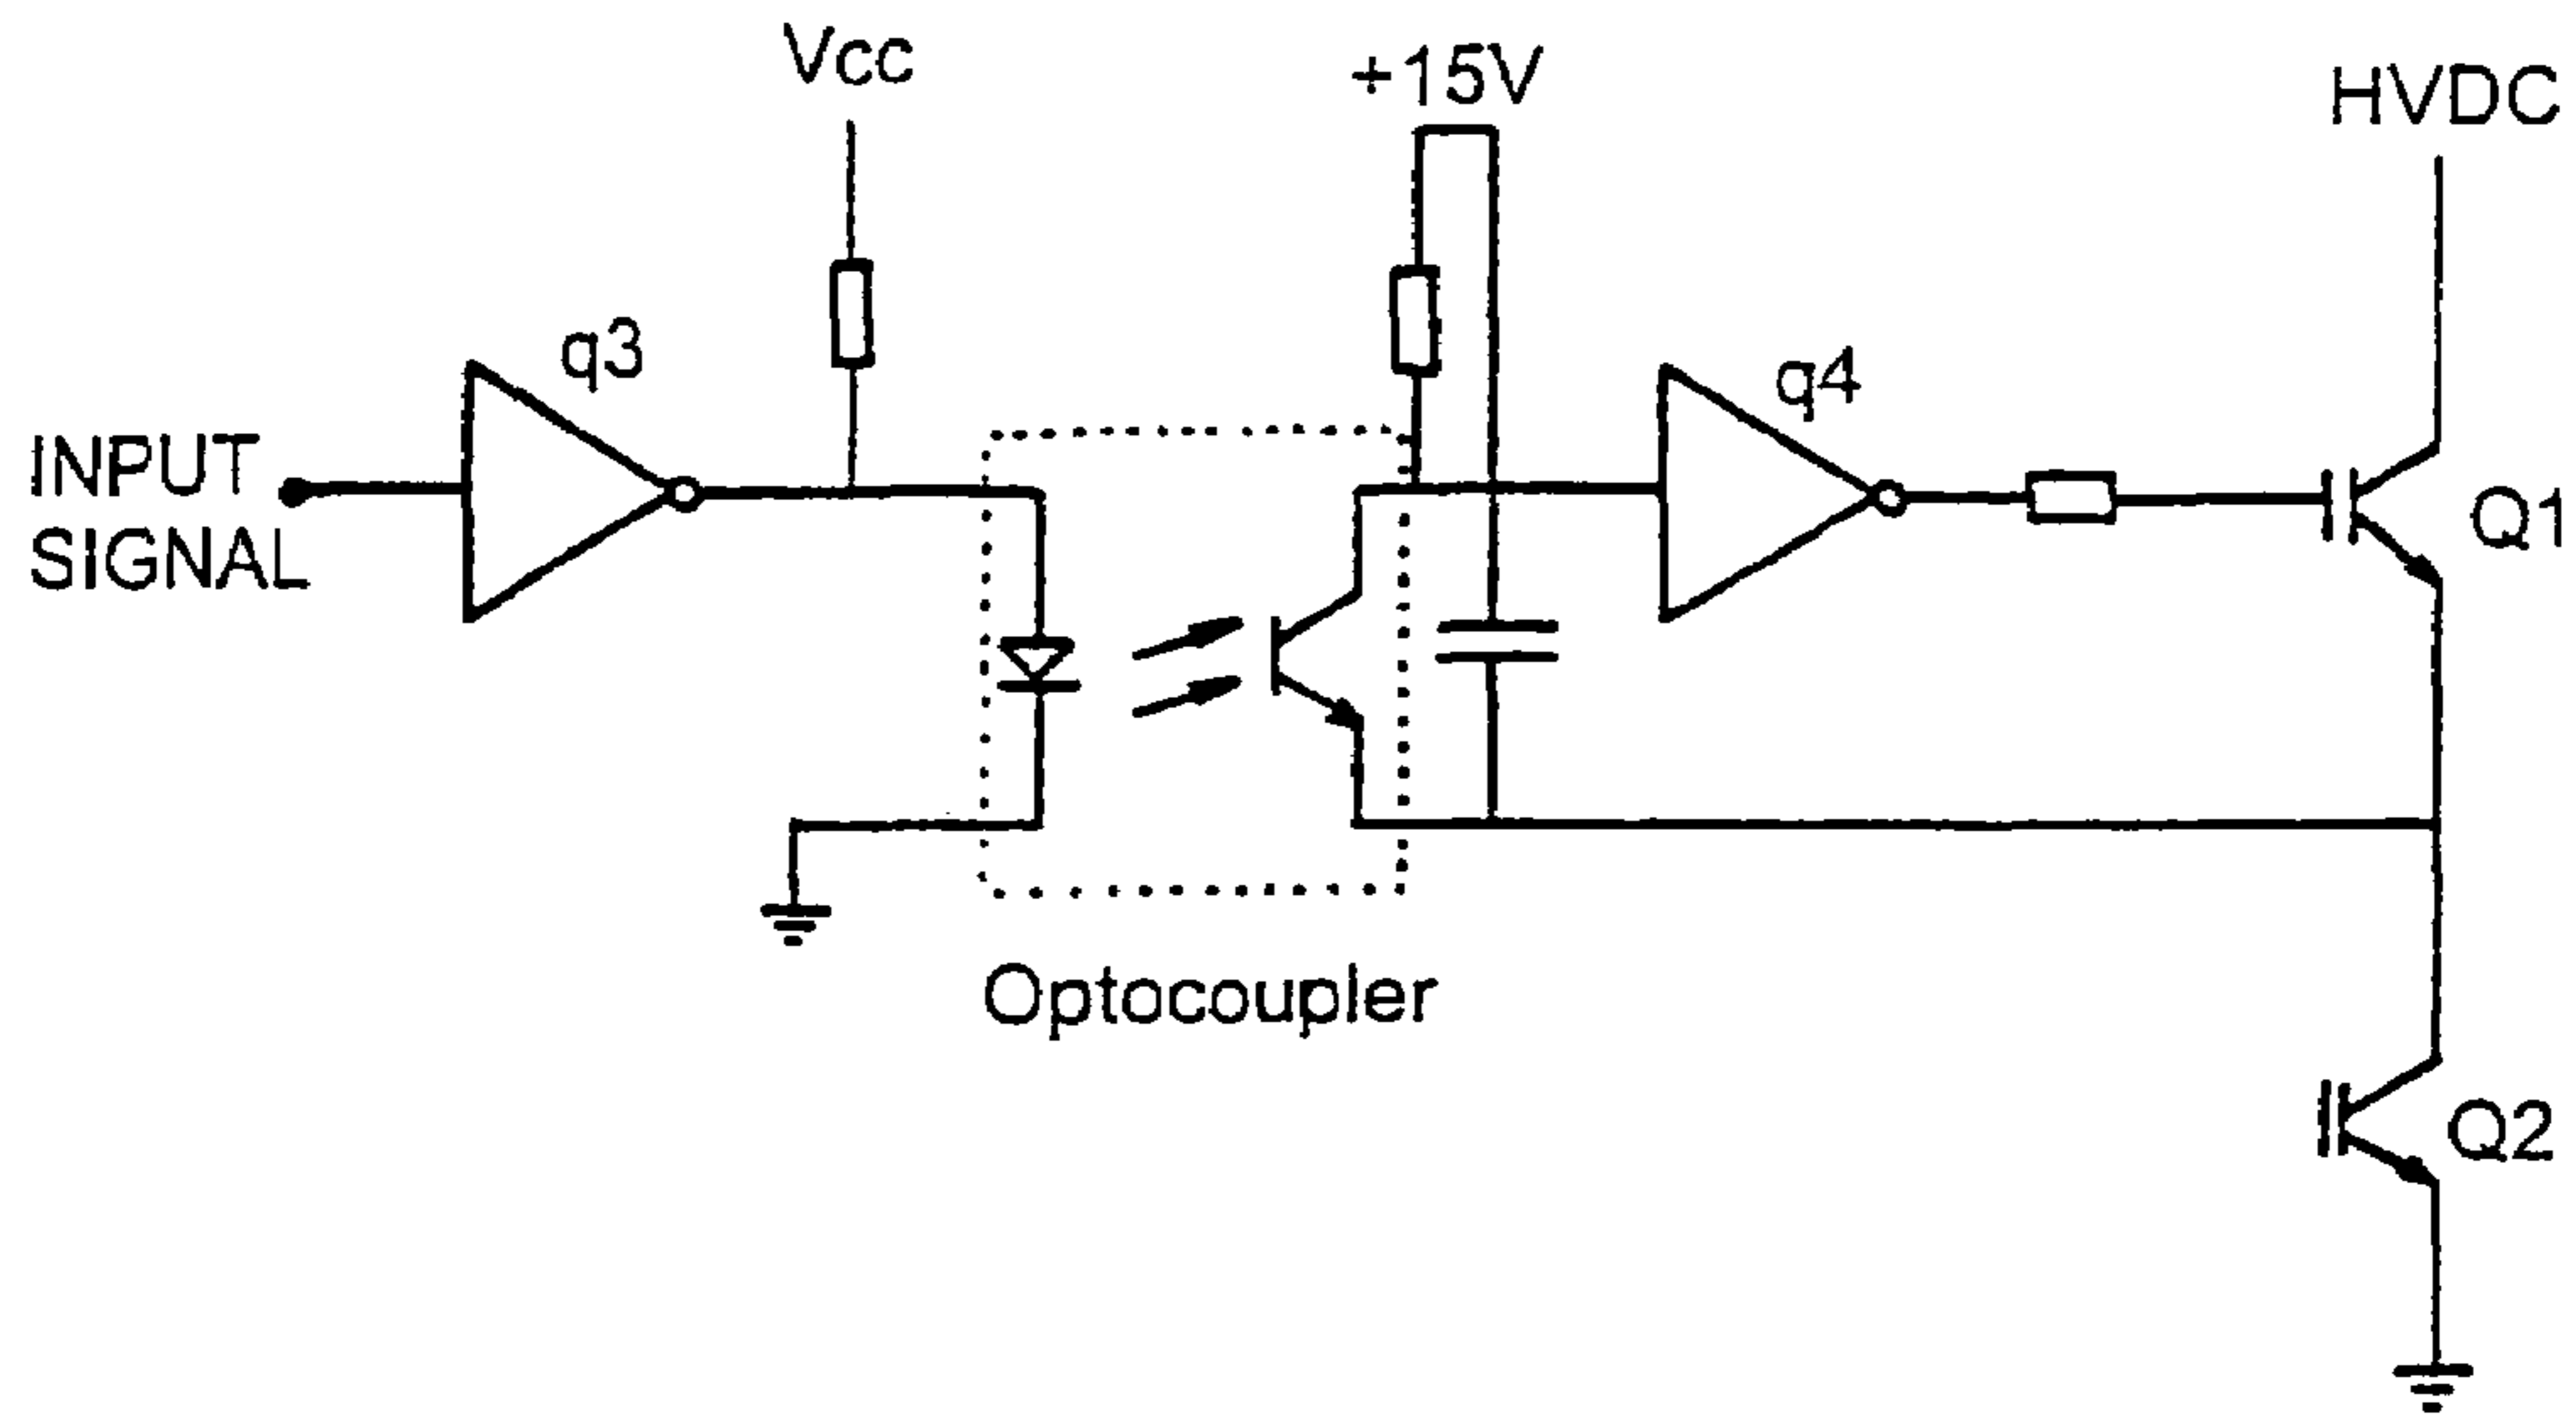 Vcc
+15V
HVDC
q3
q4
INPUT
SIGNAL
Q1
Optocoupler
Q2